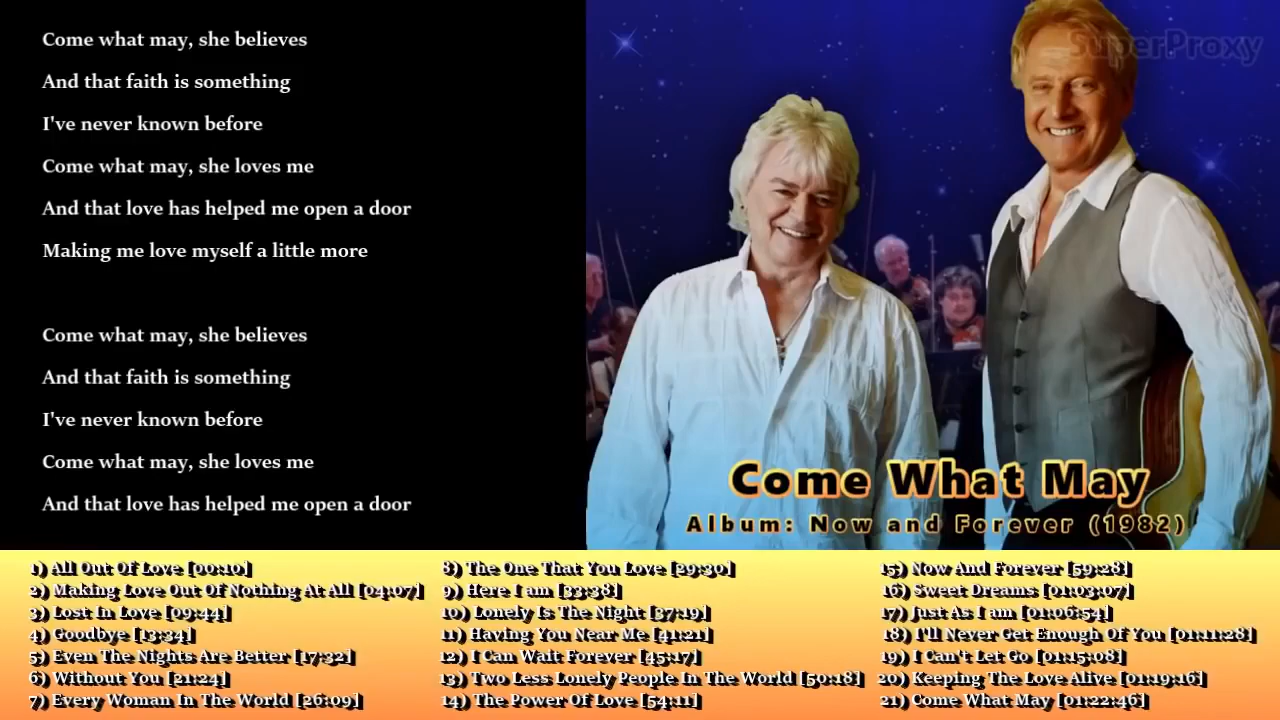 Come what may, she believes
And that faith is something
I've never known before
Come what may, she loves me
And that love has helped me open a door
Making me love myself a little more
Come what may, she believes
And that faith is something
I've never known before
Come what may, she loves me
And that love has helped me open a door
SuperProxy
Come What May
Album: Now and Forever (1982)
1) All Out Of Love [00:10]
2) Making Love Out Of Nothing At All [04:07]
3) Lost In Love [09:44]
4) Goodbye [13:34]
5) Even The Nights Are Better [17:32]
6) Without You [21:24]
7) Every Woman In The World [26:09]
8) The One That You Love [29:30]
9) Here I am [33:38]
10) Lonely Is The Night [37:19]
11) Having You Near Me [41:21]
12) I Can Wait Forever [45:17]
13) Two Less Lonely People In The World [50:18]
14) The Power Of Love [54:11]
15) Now And Forever [59:28]
16) Sweet Dreams [01:03:07]
17) Just As I am [01:06:54]
18) I'll Never Get Enough Of You [01:11:28]
19) I Can't Let Go [01:15:08]
20) Keeping The Love Alive [01:19:16]
21) Come What May [01:22:46]